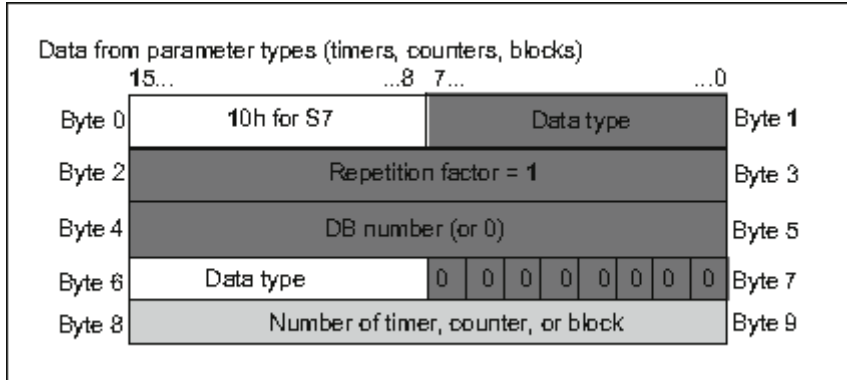 Data from parameter types (timers, counters, blocks)
15... ...8 7... ...0
Byte 0 10h for S7 Data type Byte 1
Byte 2 Repetition factor = 1 Byte 3
Byte 4 DB number (or 0) Byte 5
Byte 6 Data type 0 0 0 0 0 0 0 0 Byte 7
Byte 8 Number of timer, counter, or block Byte 9